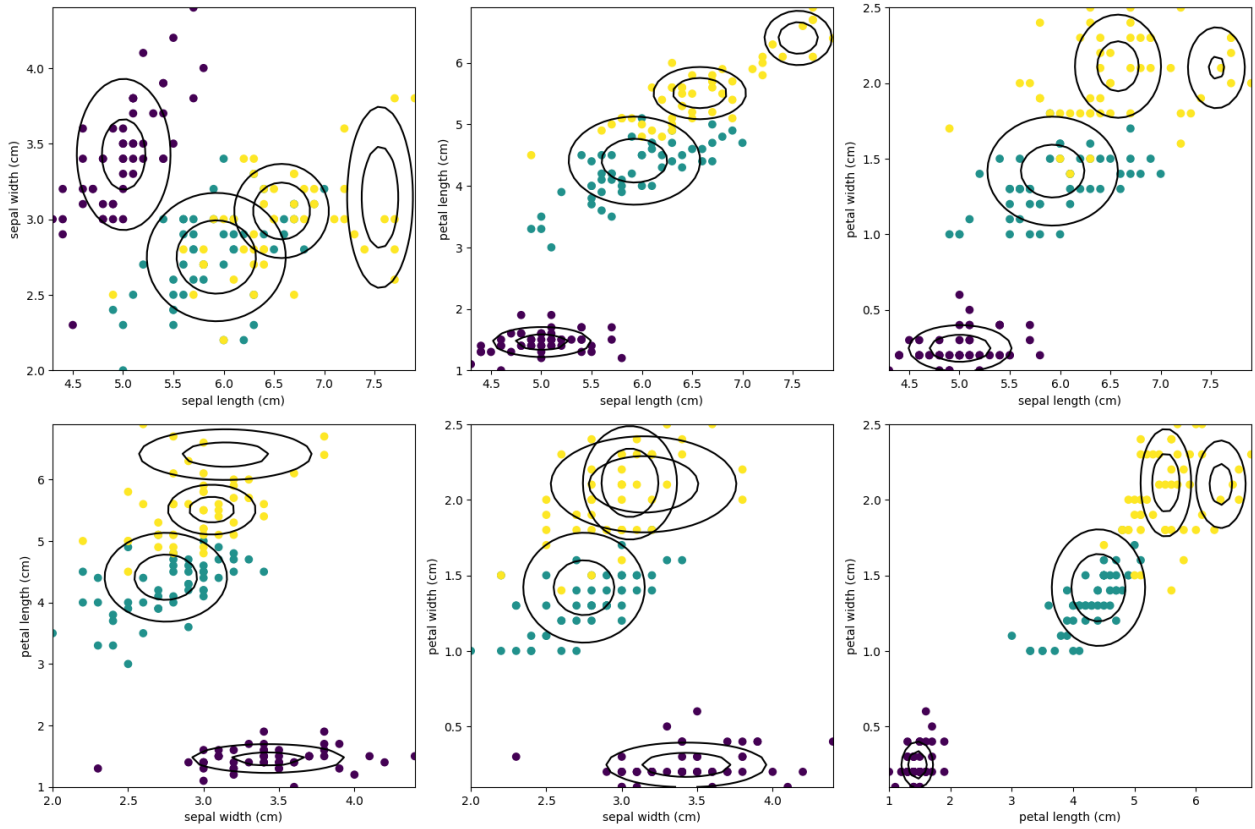 4.0
3.5
3.0
2.5
2.0
sepal width (cm)
4.5 5.0 5.5 6.0 6.5 7.0 7.5
sepal length (cm)
6
5
4
3
2
1
petal length (cm)
4.5 5.0 5.5 6.0 6.5 7.0 7.5
sepal length (cm)
2.5
2.0
1.5
1.0
0.5
petal width (cm)
4.5 5.0 5.5 6.0 6.5 7.0 7.5
sepal length (cm)
6
5
4
3
2
1
petal length (cm)
2.0 2.5 3.0 3.5 4.0
sepal width (cm)
2.5
2.0
1.5
1.0
0.5
petal width (cm)
2.0 2.5 3.0 3.5 4.0
sepal width (cm)
2.5
2.0
1.5
1.0
0.5
petal width (cm)
1 2 3 4 5 6
petal length (cm)